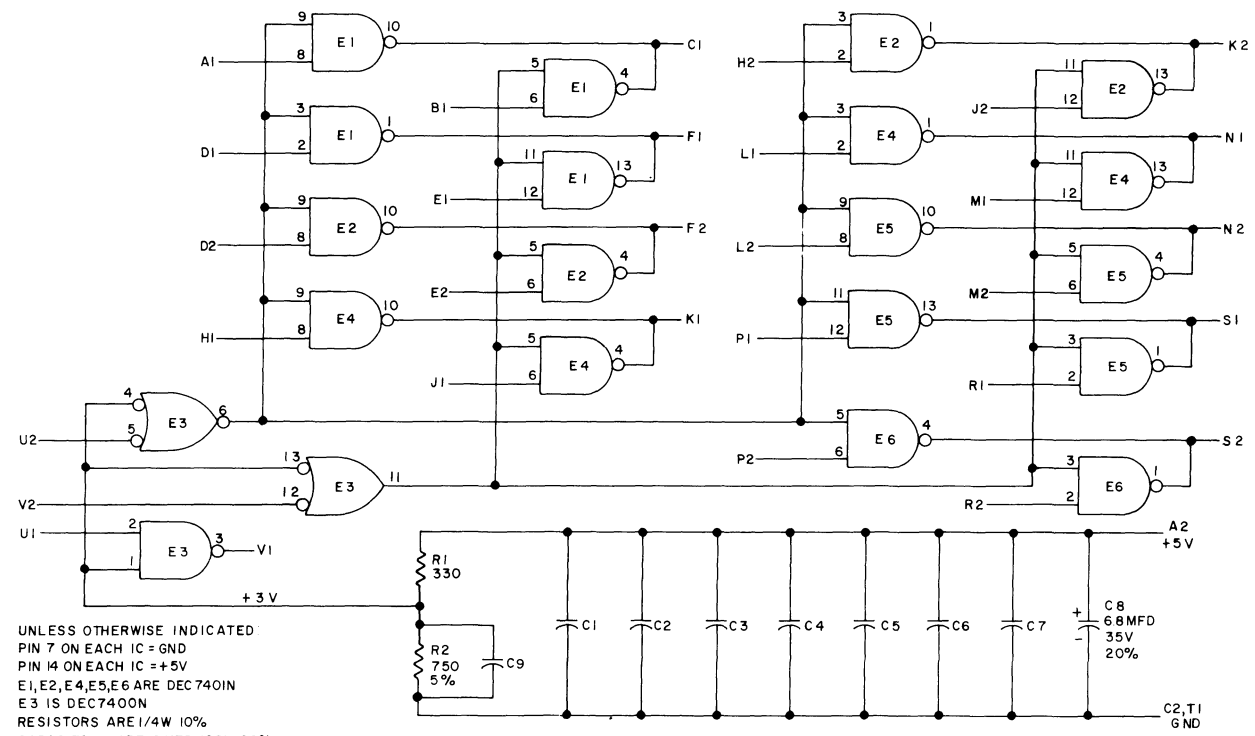 9 E1 10 C1
A1 8
5 E1 4
B1 6
3 E1 1 F1
D1 2
11 E1 13
E1 12
9 E2 10 F2
D2 8
5 E2 4
E2 6
9 E4 10 K1
H1 8
5 E4 4
J1 6
3 E2 1 K2
H2 2
11 E2 13
J2 12
3 E4 1 N1
L1 2
11 E4 13
M1 12
9 E5 10 N2
L2 8
5 E5 4
M2 6
11 E5 13 S1
P1 12
3 E5 1
R1 2
5 E6 4 S2
P2 6
3 E6 1
R2 2
4 E3 6
U2 5
13 E3 11
V2 12
U1 2
E3 3 V1
1
+3V
R1
330
R2
750
5%
C9
C1
C2
C3
C4
C5
C6
C7
+
-
C8
6.8MFD
35V
20%
A2
+5V
C2,T1
GND
UNLESS OTHERWISE INDICATED:
PIN 7 ON EACH IC = GND
PIN 14 ON EACH IC = +5V
E1,E2,E4,E5,E6 ARE DEC7401N
E3 IS DEC7400N
RESISTORS ARE 1/4W 10%